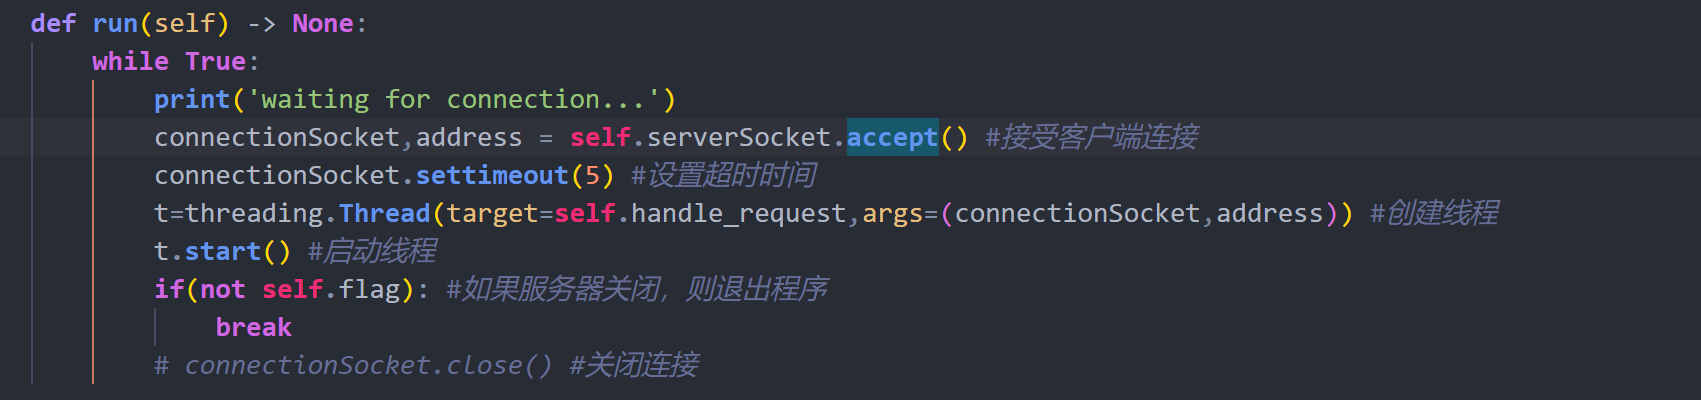 def run(self) -> None:
while True:
print('waiting for connection...')
connectionSocket,address = self.serverSocket.accept() #接受客户端连接
connectionSocket.settimeout(5) #设置超时时间
t=threading.Thread(target=self.handle_request,args=(connectionSocket,address)) #创建线程
t.start() #启动线程
if(not self.flag): #如果服务器关闭，则退出程序
break
# connectionSocket.close() #关闭连接